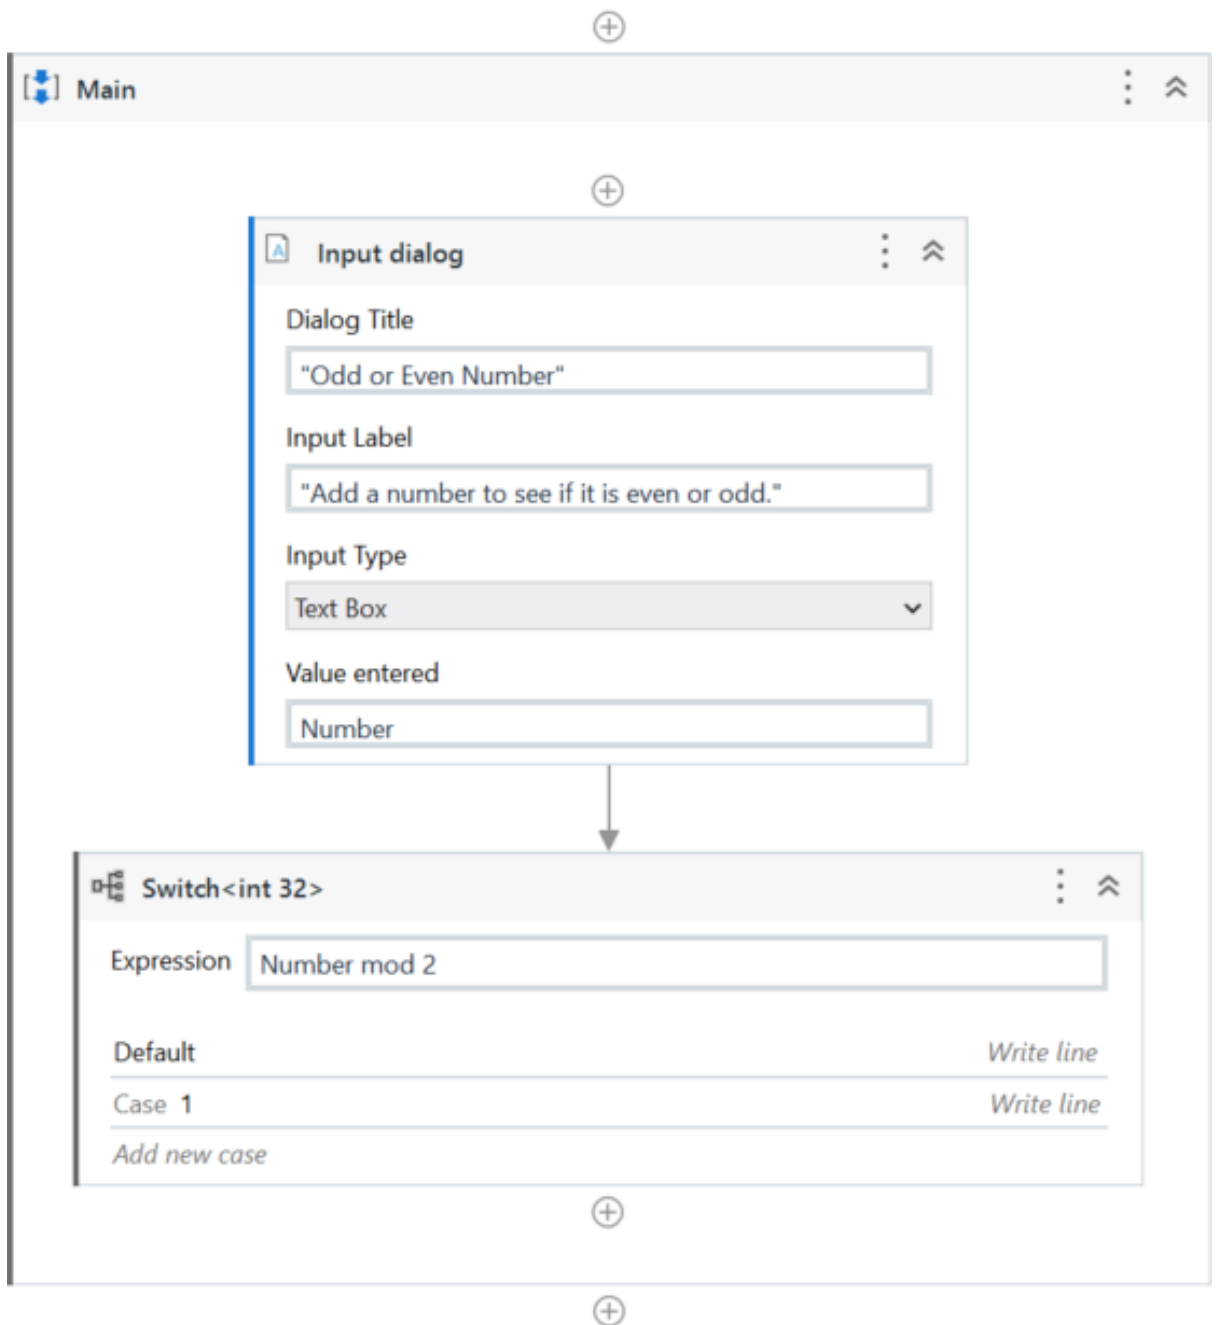 Main
Input dialog
Dialog Title
"Odd or Even Number"
Input Label
"Add a number to see if it is even or odd."
Input Type
Text Box
Value entered
Number
Switch<int 32>
Expression Number mod 2
Default Write line
Case 1 Write line
Add new case